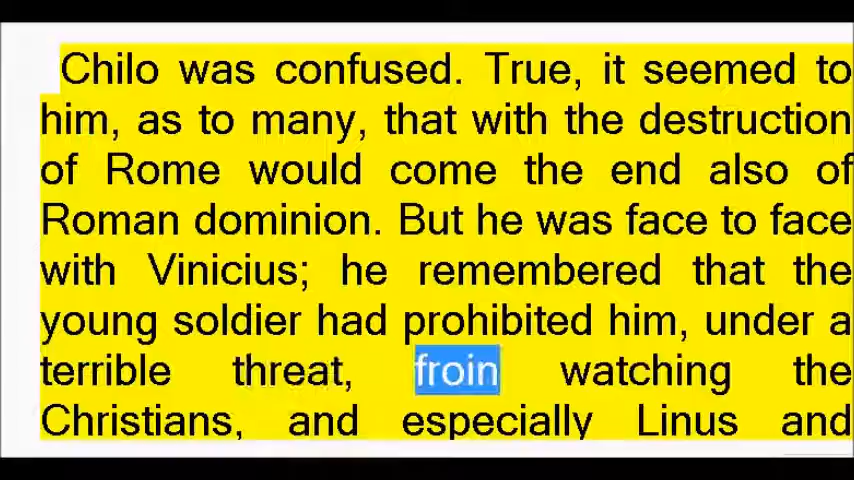 Chilo was confused. True, it seemed to
him, as to many, that with the destruction
of Rome would come the end also of
Roman dominion. But he was face to face
with Vinicius; he remembered that the
young soldier had prohibited him, under a
terrible threat, froin watching the
Christians, and especially Linus and